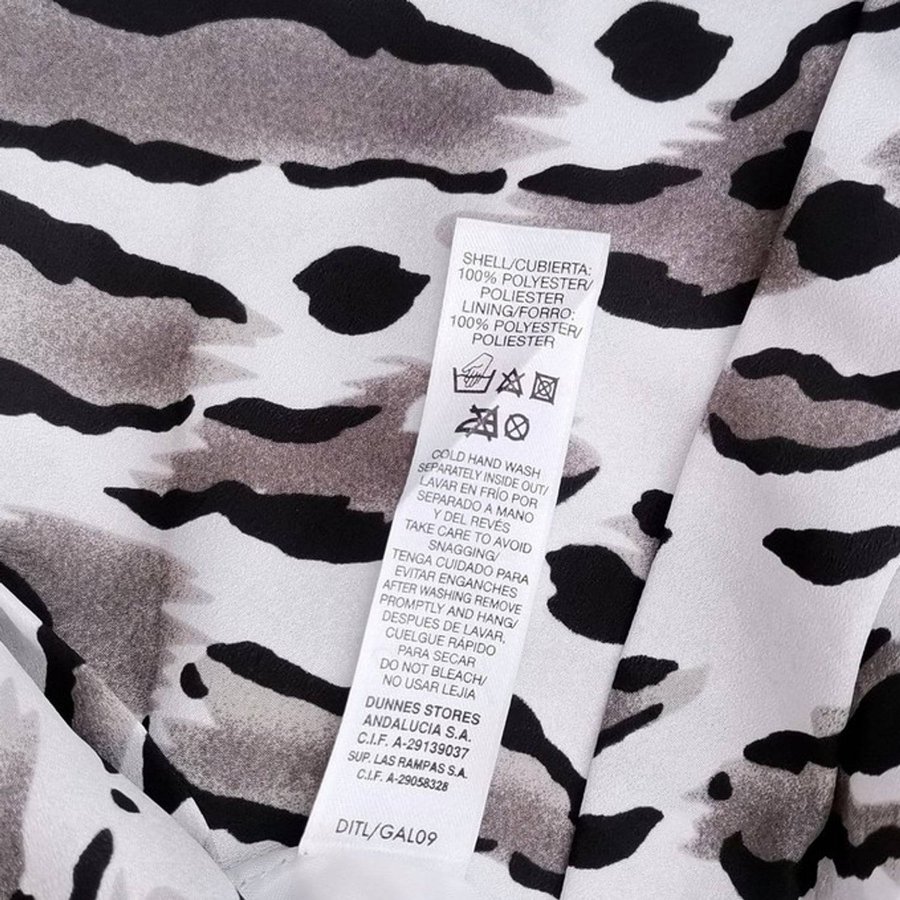 SHELL/CUBIERTA:
100% POLYESTER/
POLIESTER
LINING/FORRO:
100% POLYESTER/
POLIESTER
COLD HAND WASH
SEPARATELY INSIDE OUT/
LAVAR EN FRÍO POR
SEPARADO A MANO
Y DEL REVÉS
TAKE CARE TO AVOID
SNAGGING/
TENGA CUIDADO PARA
EVITAR ENGANCHES
AFTER WASHING REMOVE
PROMPTLY AND HANG/
DESPUES DE LAVAR,
CUELGUE RÁPIDO
PARA SECAR
DO NOT BLEACH/
NO USAR LEJIA
DUNNES STORES
ANDALUCIA S.A.
C.I.F. A-29139037
SUP. LAS RAMPAS S.A.
C.I.F. A-29058328
DITL/GAL09